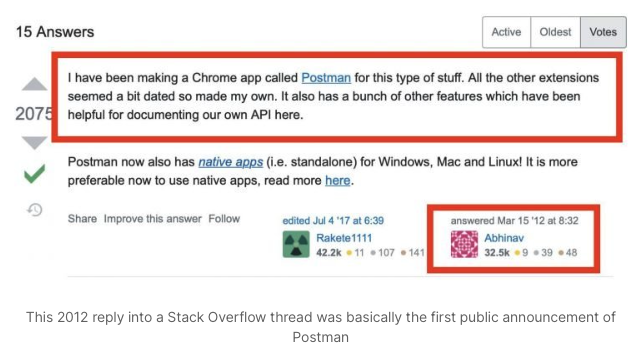 15 Answers
Active Oldest Votes
I have been making a Chrome app called Postman for this type of stuff. All the other extensions
seemed a bit dated so made my own. It also has a bunch of other features which have been
helpful for documenting our own API here.
2075
Postman now also has native apps (i.e. standalone) for Windows, Mac and Linux! It is more
preferable now to use native apps, read more here.
Share Improve this answer Follow
edited Jul 4 '17 at 6:39
Rakete1111
42.2k 11 107 141
answered Mar 15 '12 at 8:32
Abhinav
32.5k 9 39 48
This 2012 reply into a Stack Overflow thread was basically the first public announcement of
Postman